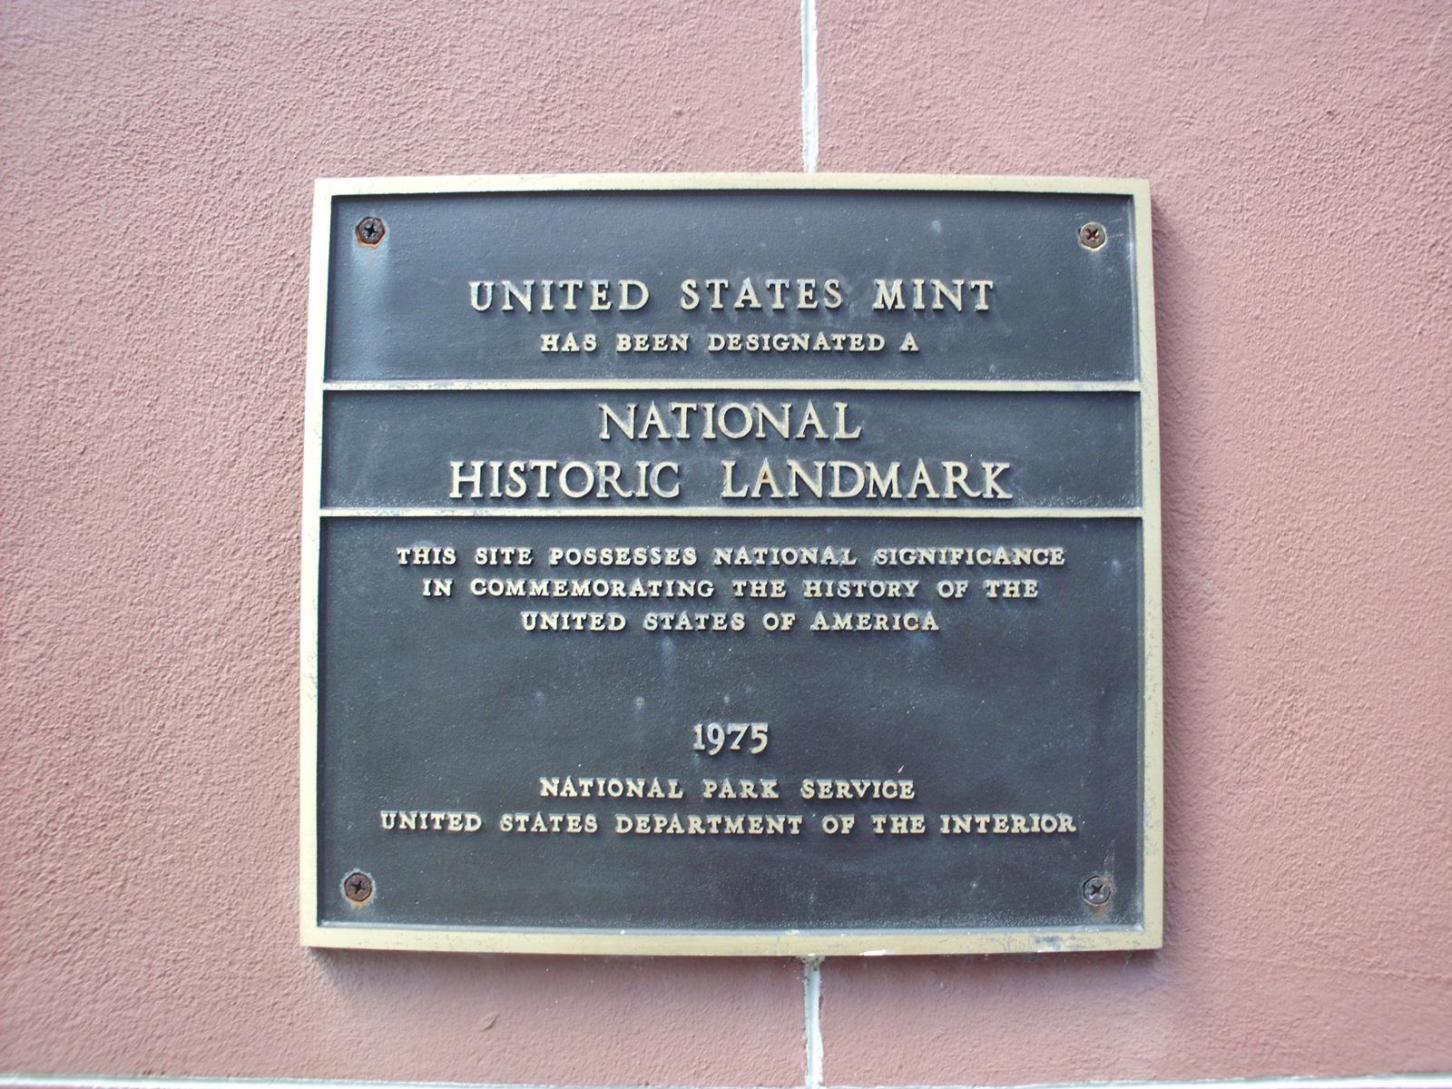 UNITED STATES MINT
HAS BEEN DESIGNATED A
NATIONAL
HISTORIC LANDMARK
THIS SITE POSSESSES NATIONAL SIGNIFICANCE
IN COMMEMORATING THE HISTORY OF THE
UNITED STATES OF AMERICA
1975
NATIONAL PARK SERVICE
UNITED STATES DEPARTMENT OF THE INTERIOR